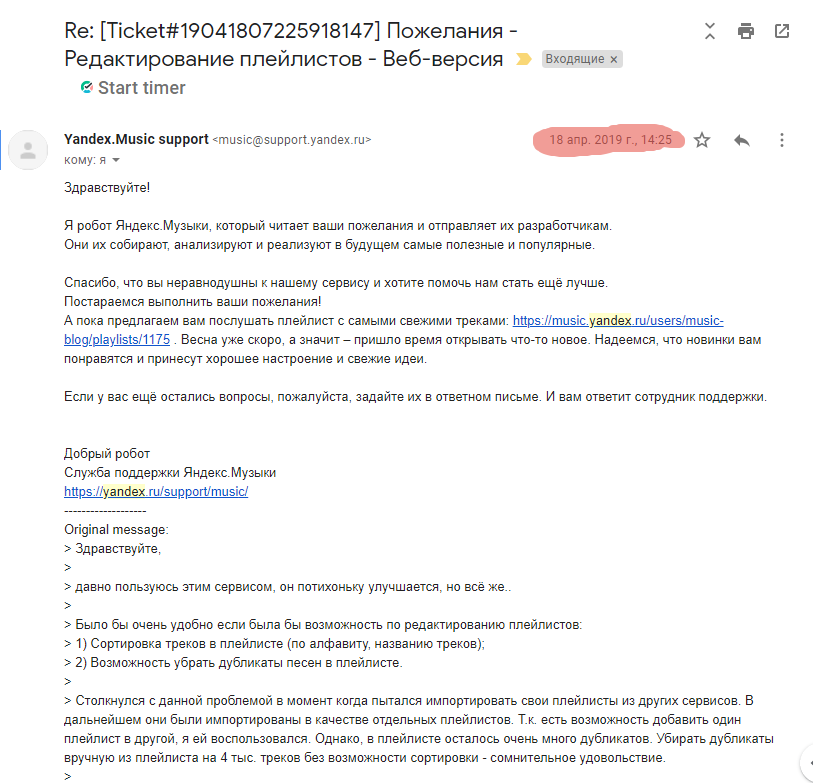 Re: [Ticket#19041807225918147] Пожелания -
Редактирование плейлистов - Веб-версия Входящие ×
Start timer
Yandex.Music support <music@support.yandex.ru> 18 апр. 2019 г., 14:25
кому: я
Здравствуйте!
Я робот Яндекс.Музыки, который читает ваши пожелания и отправляет их разработчикам.
Они их собирают, анализируют и реализуют в будущем самые полезные и популярные.
Спасибо, что вы неравнодушны к нашему сервису и хотите помочь нам стать ещё лучше.
Постараемся выполнить ваши пожелания!
А пока предлагаем вам послушать плейлист с самыми свежими треками: https://music.yandex.ru/users/music-
blog/playlists/1175 . Весна уже скоро, а значит – пришло время открывать что-то новое. Надеемся, что новинки вам
понравятся и принесут хорошее настроение и свежие идеи.
Если у вас ещё остались вопросы, пожалуйста, задайте их в ответном письме. И вам ответит сотрудник поддержки.
Добрый робот
Служба поддержки Яндекс.Музыки
https://yandex.ru/support/music/
-------------------
Original message:
> Здравствуйте,
>
> давно пользуюсь этим сервисом, он потихоньку улучшается, но всё же..
>
> Было бы очень удобно если была бы возможность по редактированию плейлистов:
> 1) Сортировка треков в плейлисте (по алфавиту, названию треков);
> 2) Возможность убрать дубликаты песен в плейлисте.
>
> Столкнулся с данной проблемой в момент когда пытался импортировать свои плейлисты из других сервисов. В
дальнейшем они были импортированы в качестве отдельных плейлистов. Т.к. есть возможность добавить один
плейлист в другой, я ей воспользовался. Однако, в плейлисте осталось очень много дубликатов. Убирать дубликаты
вручную из плейлиста на 4 тыс. треков без возможности сортировки - сомнительное удовольствие.
>